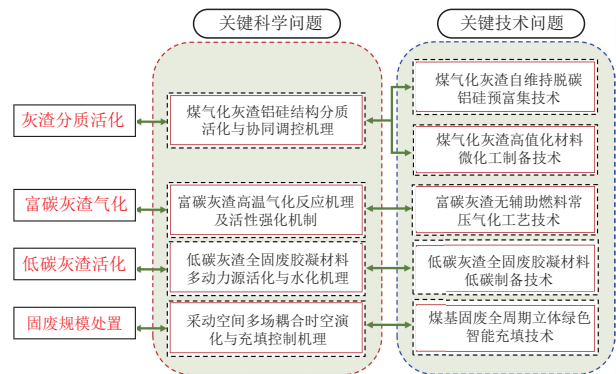 关键科学问题
关键技术问题
灰渣分质活化
煤气化灰渣铝硅结构分质
活化与协同调控机理
煤气化灰渣自维持脱碳
铝硅预富集技术
煤气化灰渣高值化材料
微化工制备技术
富碳灰渣气化
富碳灰渣高温气化反应机理
及活性强化机制
富碳灰渣无辅助燃料常
压气化工艺技术
低碳灰渣活化
低碳灰渣全固废胶凝材料
多动力源活化与水化机理
低碳灰渣全固废胶凝材料
低碳制备技术
固废规模处置
采动空间多场耦合时空演
化与充填控制机理
煤基固废全周期立体绿色
智能充填技术